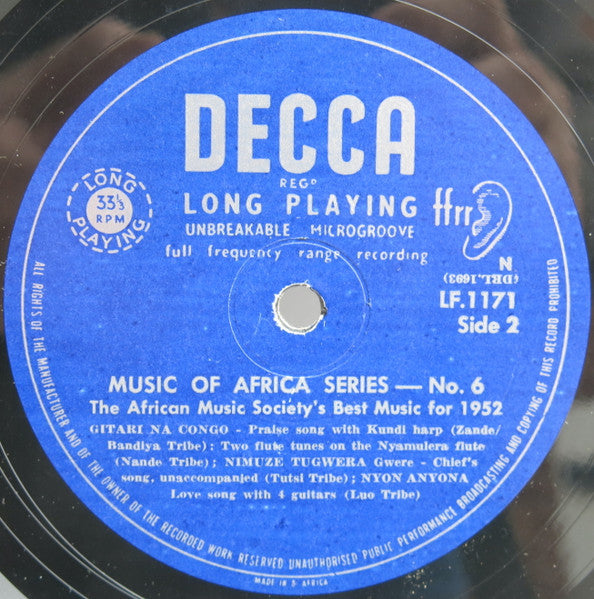 DECCA
REGD
LONG PLAYING
UNBREAKABLE MICROGROOVE
full frequency range recording
LONG
33⅓
RPM
PLAYING
ffrr
N
(DRL.1693)
LF.1171
Side 2
MUSIC OF AFRICA SERIES — No. 6
The African Music Society's Best Music for 1952
GITARI NA CONGO - Praise song with Kundi harp (Zande/
Bandiya Tribe); Two flute tunes on the Nyamulera flute
(Nande Tribe); NIMUZE TUGWERA Gwere - Chief's
song, unaccompanied (Tutsi Tribe); NYON ANYONA
Love song with 4 guitars (Luo Tribe)
ALL RIGHTS OF THE MANUFACTURER AND OF THE OWNER OF THE RECORDED WORK RESERVED UNAUTHORISED PUBLIC PERFORMANCE BROADCASTING AND COPYING OF THIS RECORD PROHIBITED
MADE IN S. AFRICA